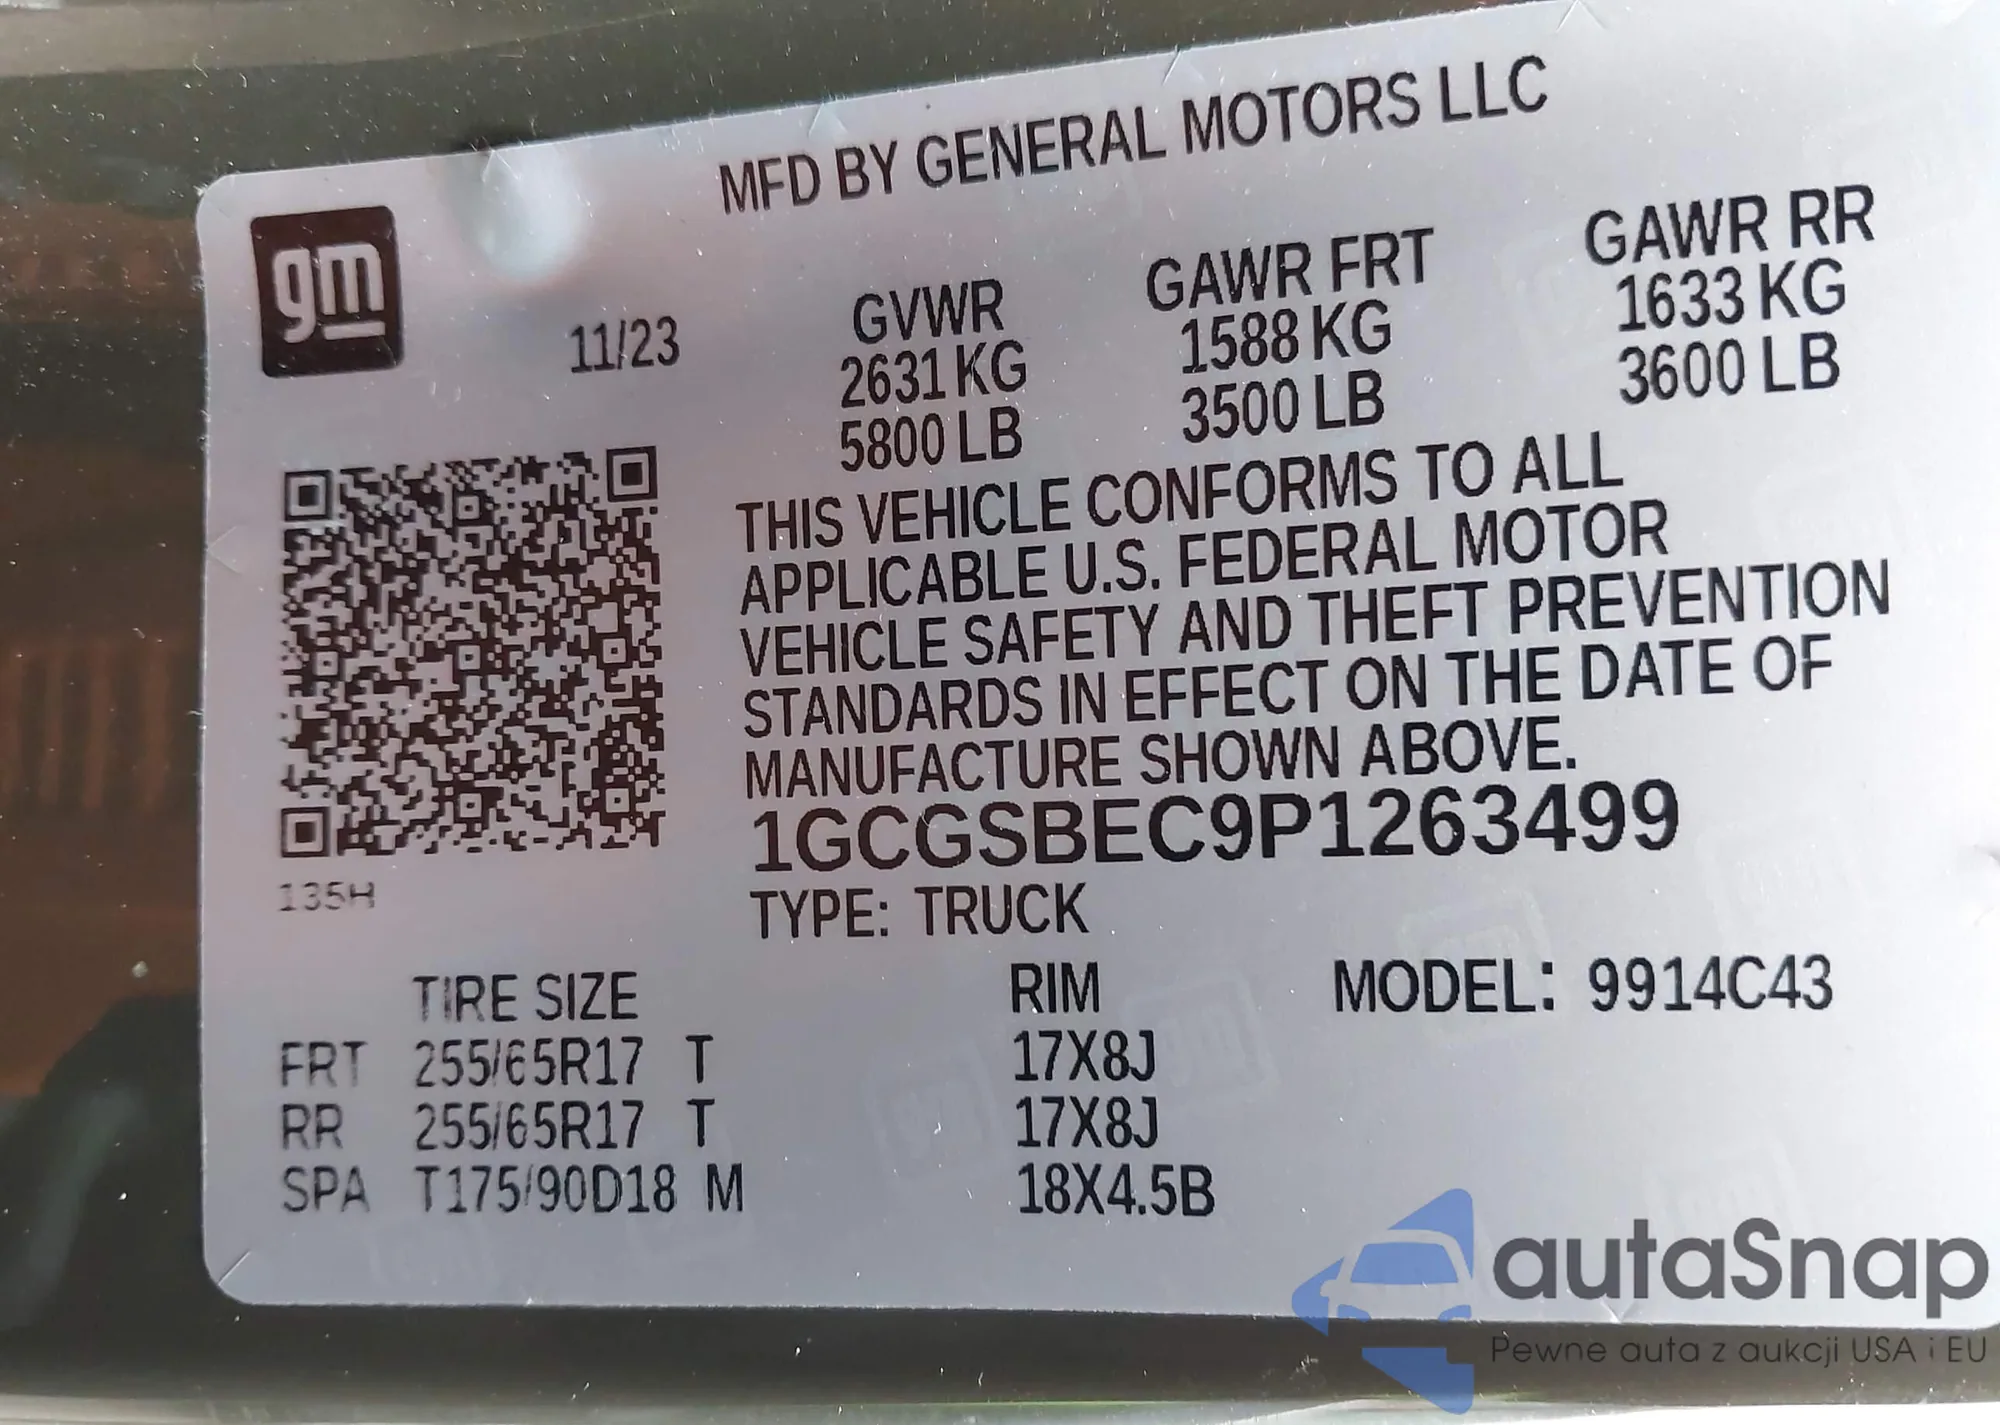 MFD BY GENERAL MOTORS LLC
gm
11/23
GVWR GAWR FRT GAWR RR
2631 KG 1588 KG 1633 KG
5800 LB 3500 LB 3600 LB
THIS VEHICLE CONFORMS TO ALL
APPLICABLE U.S. FEDERAL MOTOR
VEHICLE SAFETY AND THEFT PREVENTION
STANDARDS IN EFFECT ON THE DATE OF
MANUFACTURE SHOWN ABOVE.
1GCGSBEC9P1263499
135H
TYPE: TRUCK
TIRE SIZE RIM MODEL: 9914C43
FRT 255/65R17 T 17X8J
RR 255/65R17 T 17X8J
SPA T175/90D18 M 18X4.5B
autaSnap
Pewne auta z aukcji USA i EU